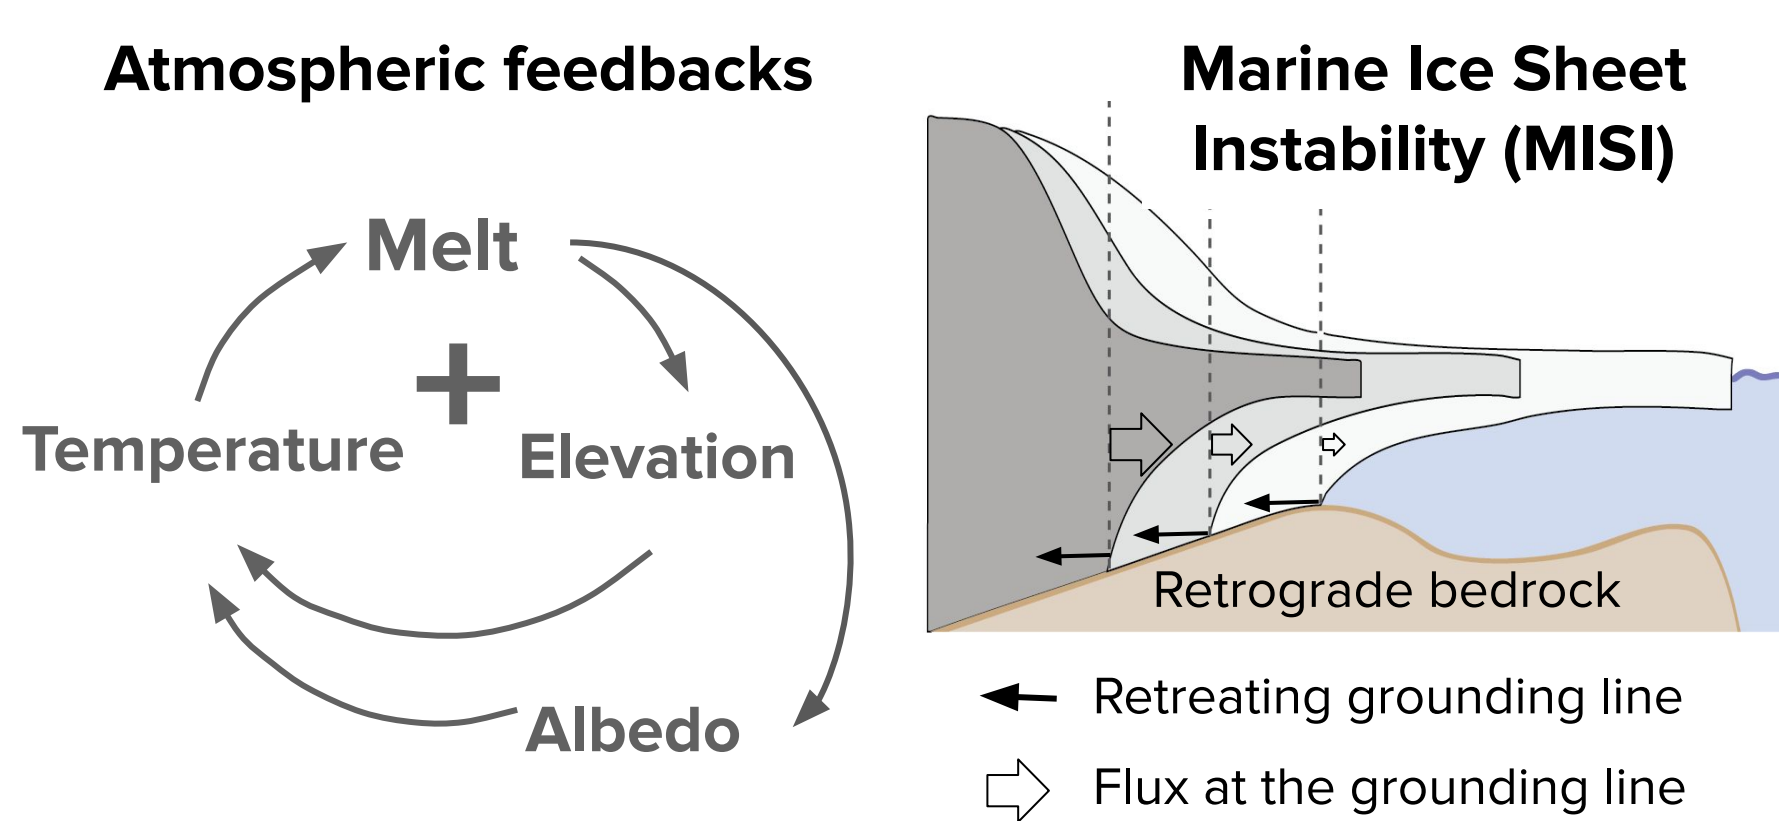 Atmospheric feedbacks
Melt
+
Temperature
Elevation
Albedo
Marine Ice Sheet
Instability (MISI)
Retrograde bedrock
Retreating grounding line
Flux at the grounding line